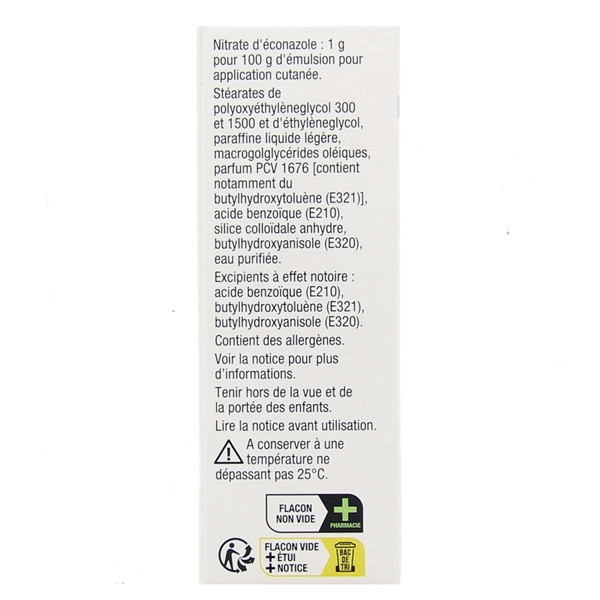 Nitrate d'éconazole : 1 g
pour 100 g d'émulsion pour
application cutanée.
Stéarates de
polyoxyéthylèneglycol 300
et 1500 et d'éthylèneglycol,
paraffine liquide légère,
macrogolglycérides oléiques,
parfum PCV 1676 [contient
notamment du
butylhydroxytoluène (E321)],
acide benzoïque (E210),
silice colloïdale anhydre,
butylhydroxyanisole (E320),
eau purifiée.
Excipients à effet notoire :
acide benzoïque (E210),
butylhydroxytoluène (E321),
butylhydroxyanisole (E320).
Contient des allergènes.
Voir la notice pour plus
d'informations.
Tenir hors de la vue et de
la portée des enfants.
Lire la notice avant utilisation.
A conserver à une
température ne
dépassant pas 25°C.
FLACON
NON VIDE
PHARMACIE
FLACON VIDE
+ ÉTUI
+ NOTICE
BAC
DE
TRI